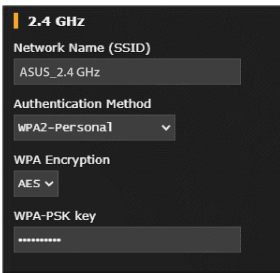 2.4 GHz
Network Name (SSID)
ASUS_2.4 GHz
Authentication Method
WPA2-Personal
WPA Encryption
AES
WPA-PSK key
••••••••••